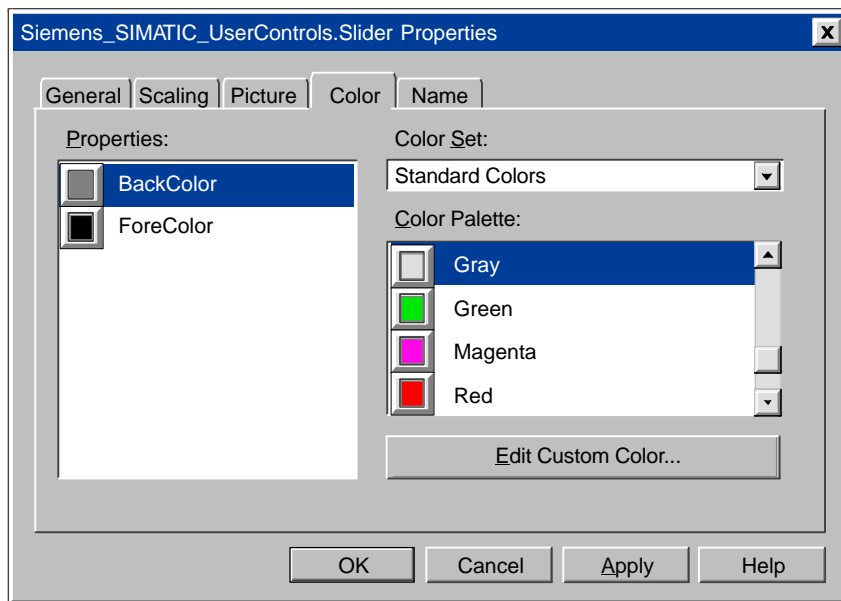 Siemens_SIMATIC_UserControls.Slider Properties
General Scaling Picture Color Name
Properties:
BackColor
ForeColor
Color Set:
Standard Colors
Color Palette:
Gray
Green
Magenta
Red
Edit Custom Color...
OK Cancel Apply Help